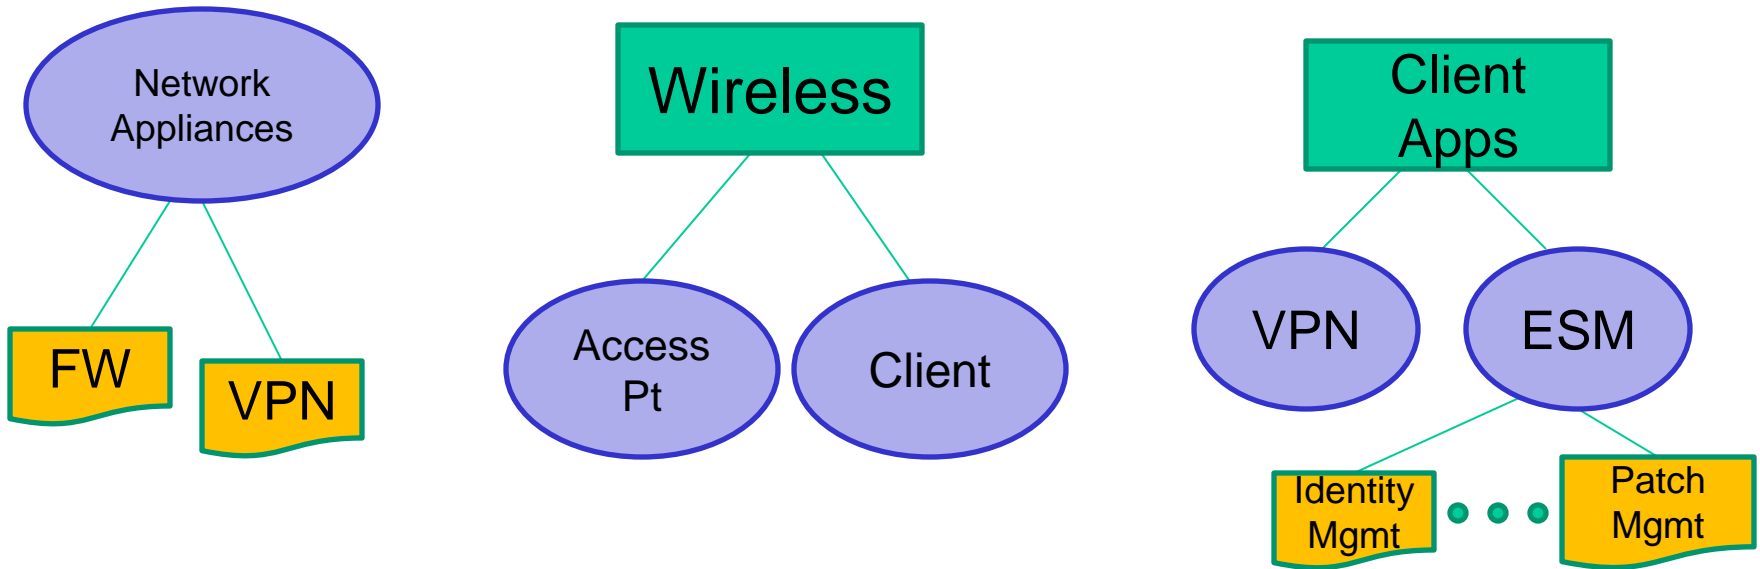 Network
Appliances
FW
VPN
Wireless
Access
Pt
Client
Client
Apps
VPN
ESM
Identity
Mgmt
Patch
Mgmt